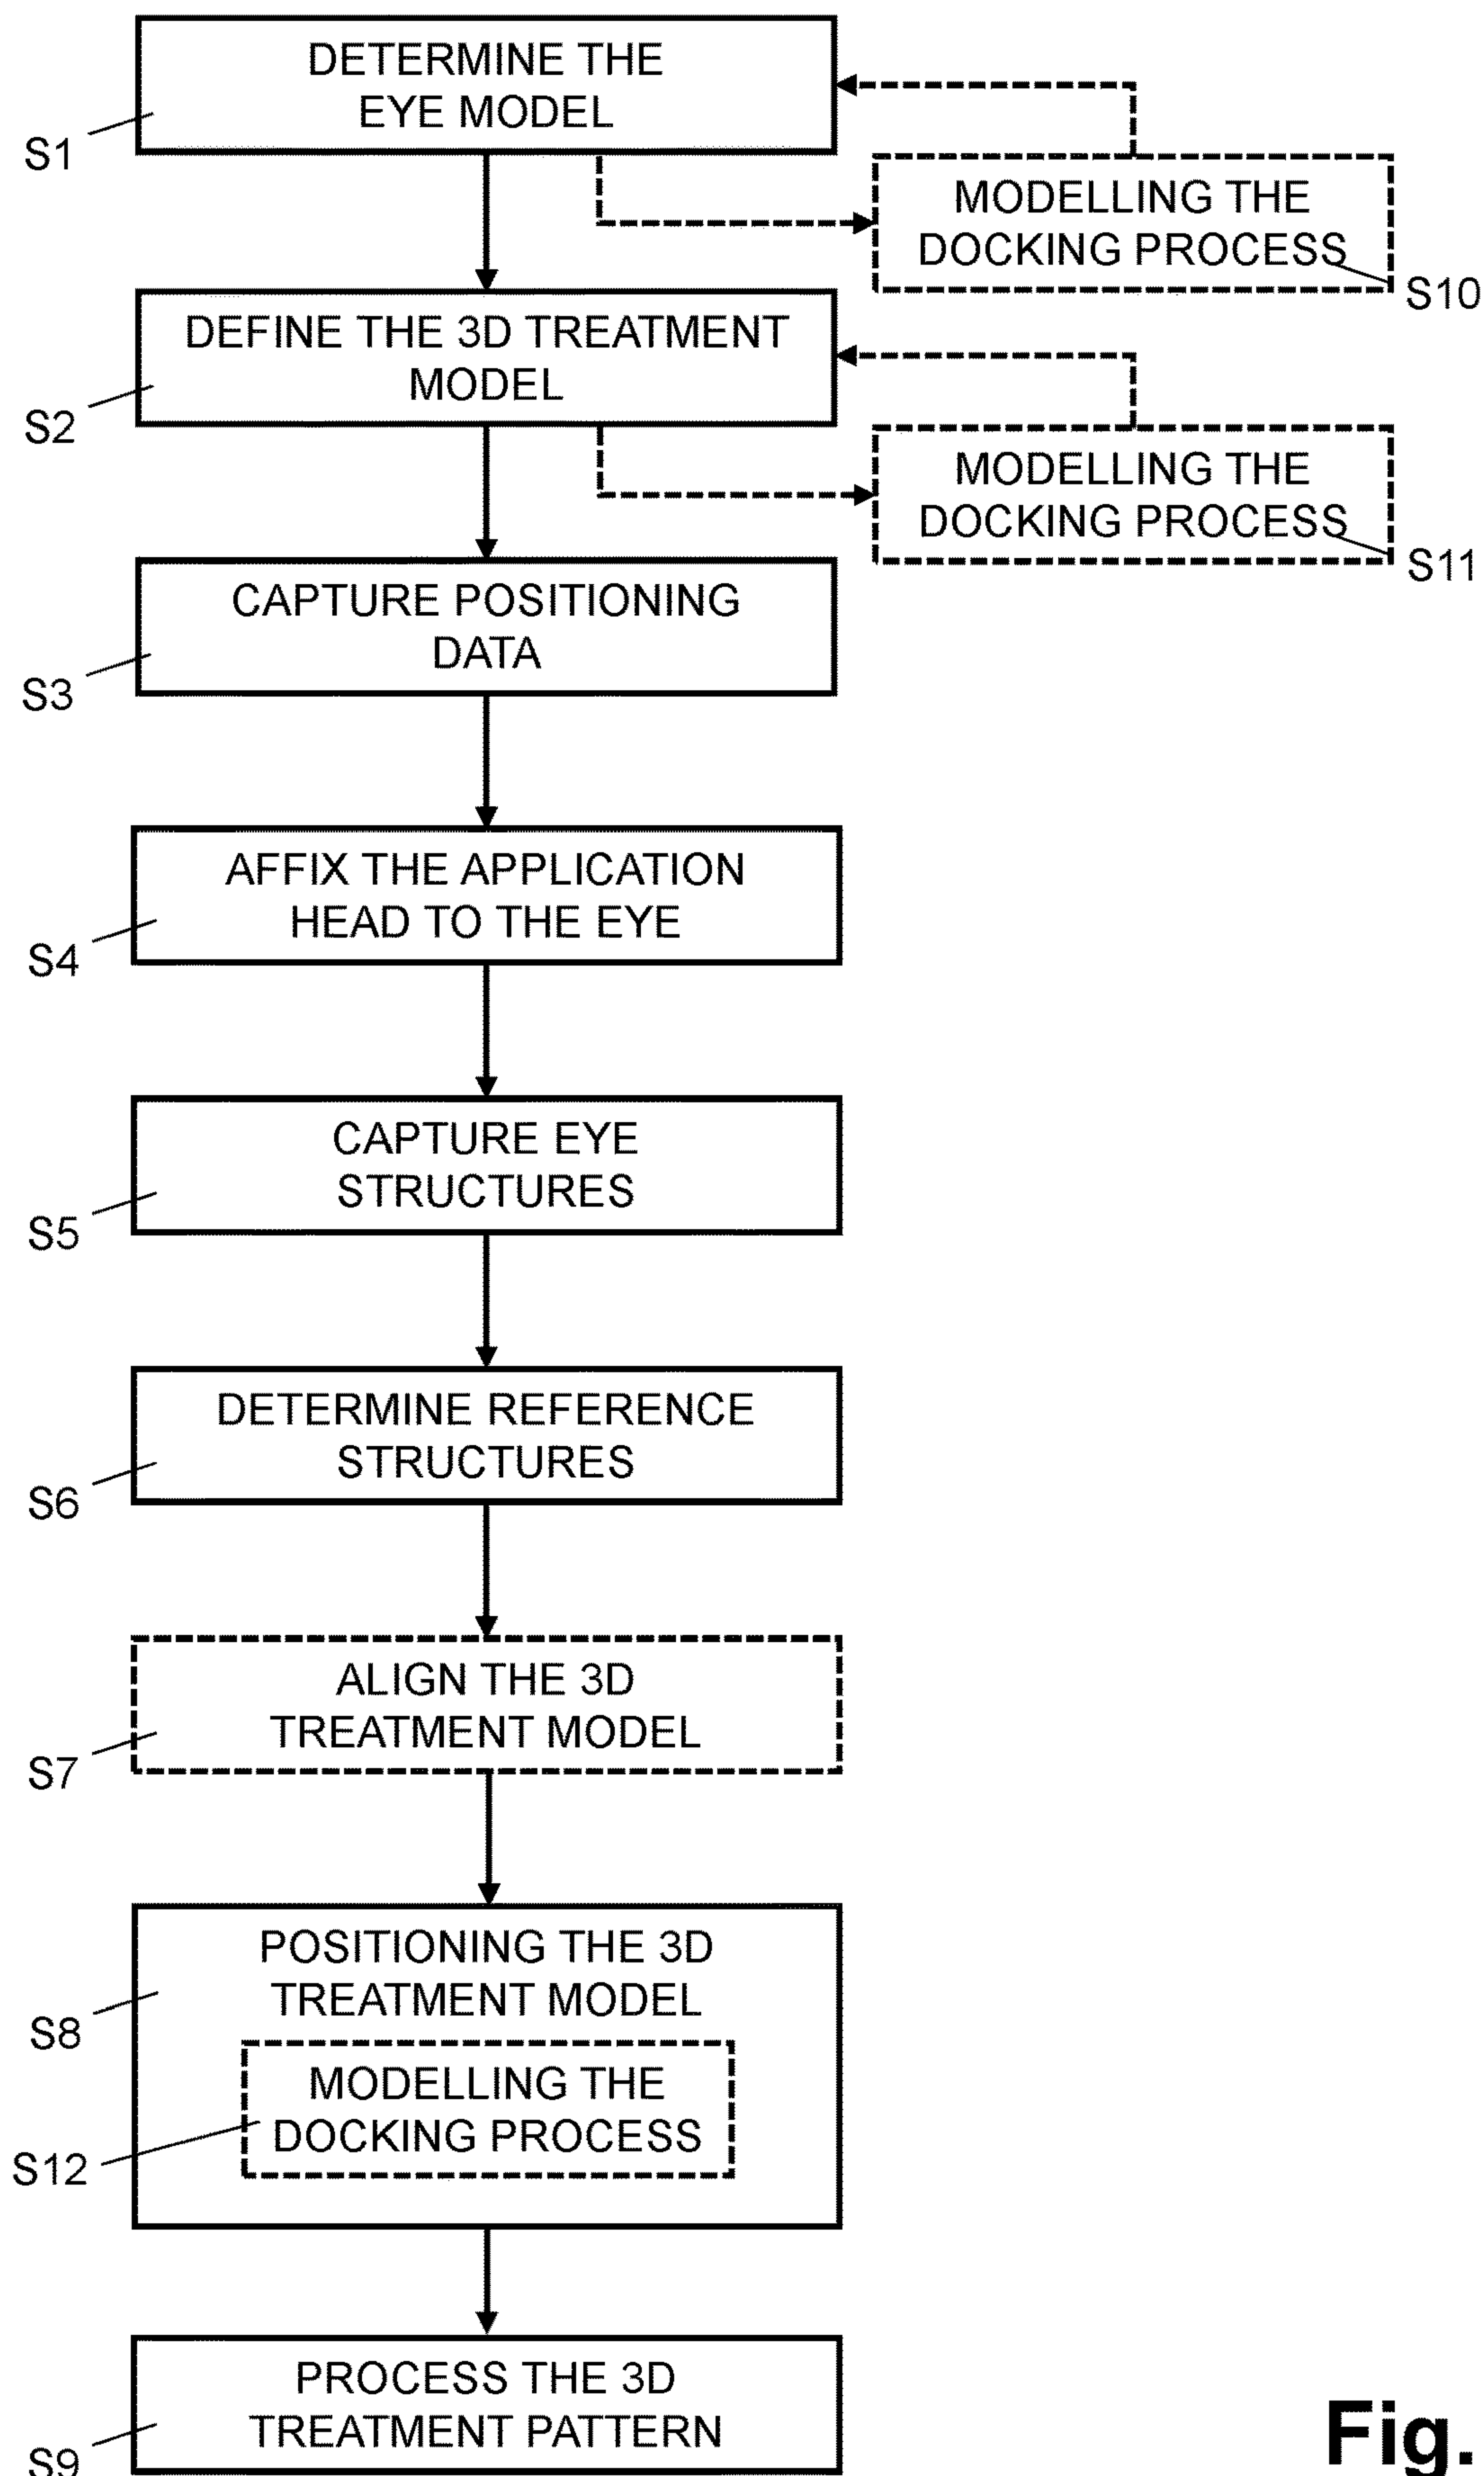 DETERMINE THE
EYE MODEL
S1
MODELLING THE
DOCKING PROCESS
S10
DEFINE THE 3D TREATMENT
MODEL
S2
MODELLING THE
DOCKING PROCESS
S11
CAPTURE POSITIONING
DATA
S3
AFFIX THE APPLICATION
HEAD TO THE EYE
S4
CAPTURE EYE
STRUCTURES
S5
DETERMINE REFERENCE
STRUCTURES
S6
ALIGN THE 3D
TREATMENT MODEL
S7
POSITIONING THE 3D
TREATMENT MODEL
S8
MODELLING THE
DOCKING PROCESS
S12
PROCESS THE 3D
TREATMENT PATTERN
S9
Fig.